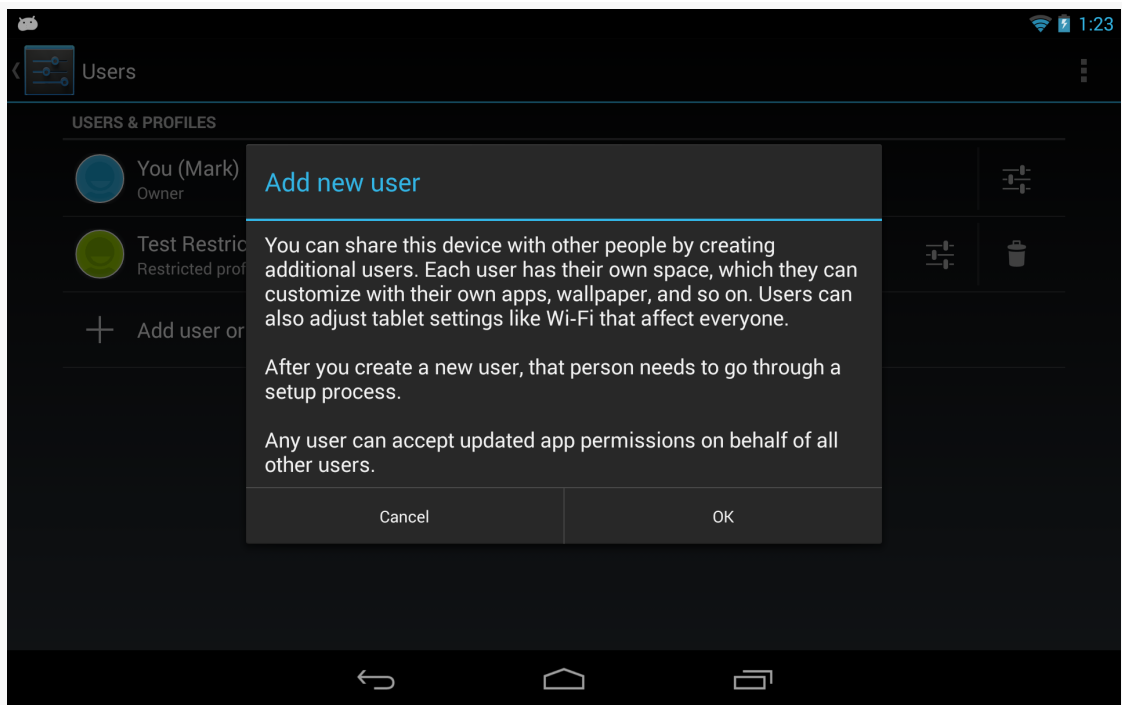 1:23
Users
USERS & PROFILES
You (Mark)
Owner
Test Restric
Restricted prof
Add user or
Add new user
You can share this device with other people by creating
additional users. Each user has their own space, which they can
customize with their own apps, wallpaper, and so on. Users can
also adjust tablet settings like Wi-Fi that affect everyone.
After you create a new user, that person needs to go through a
setup process.
Any user can accept updated app permissions on behalf of all
other users.
Cancel
OK